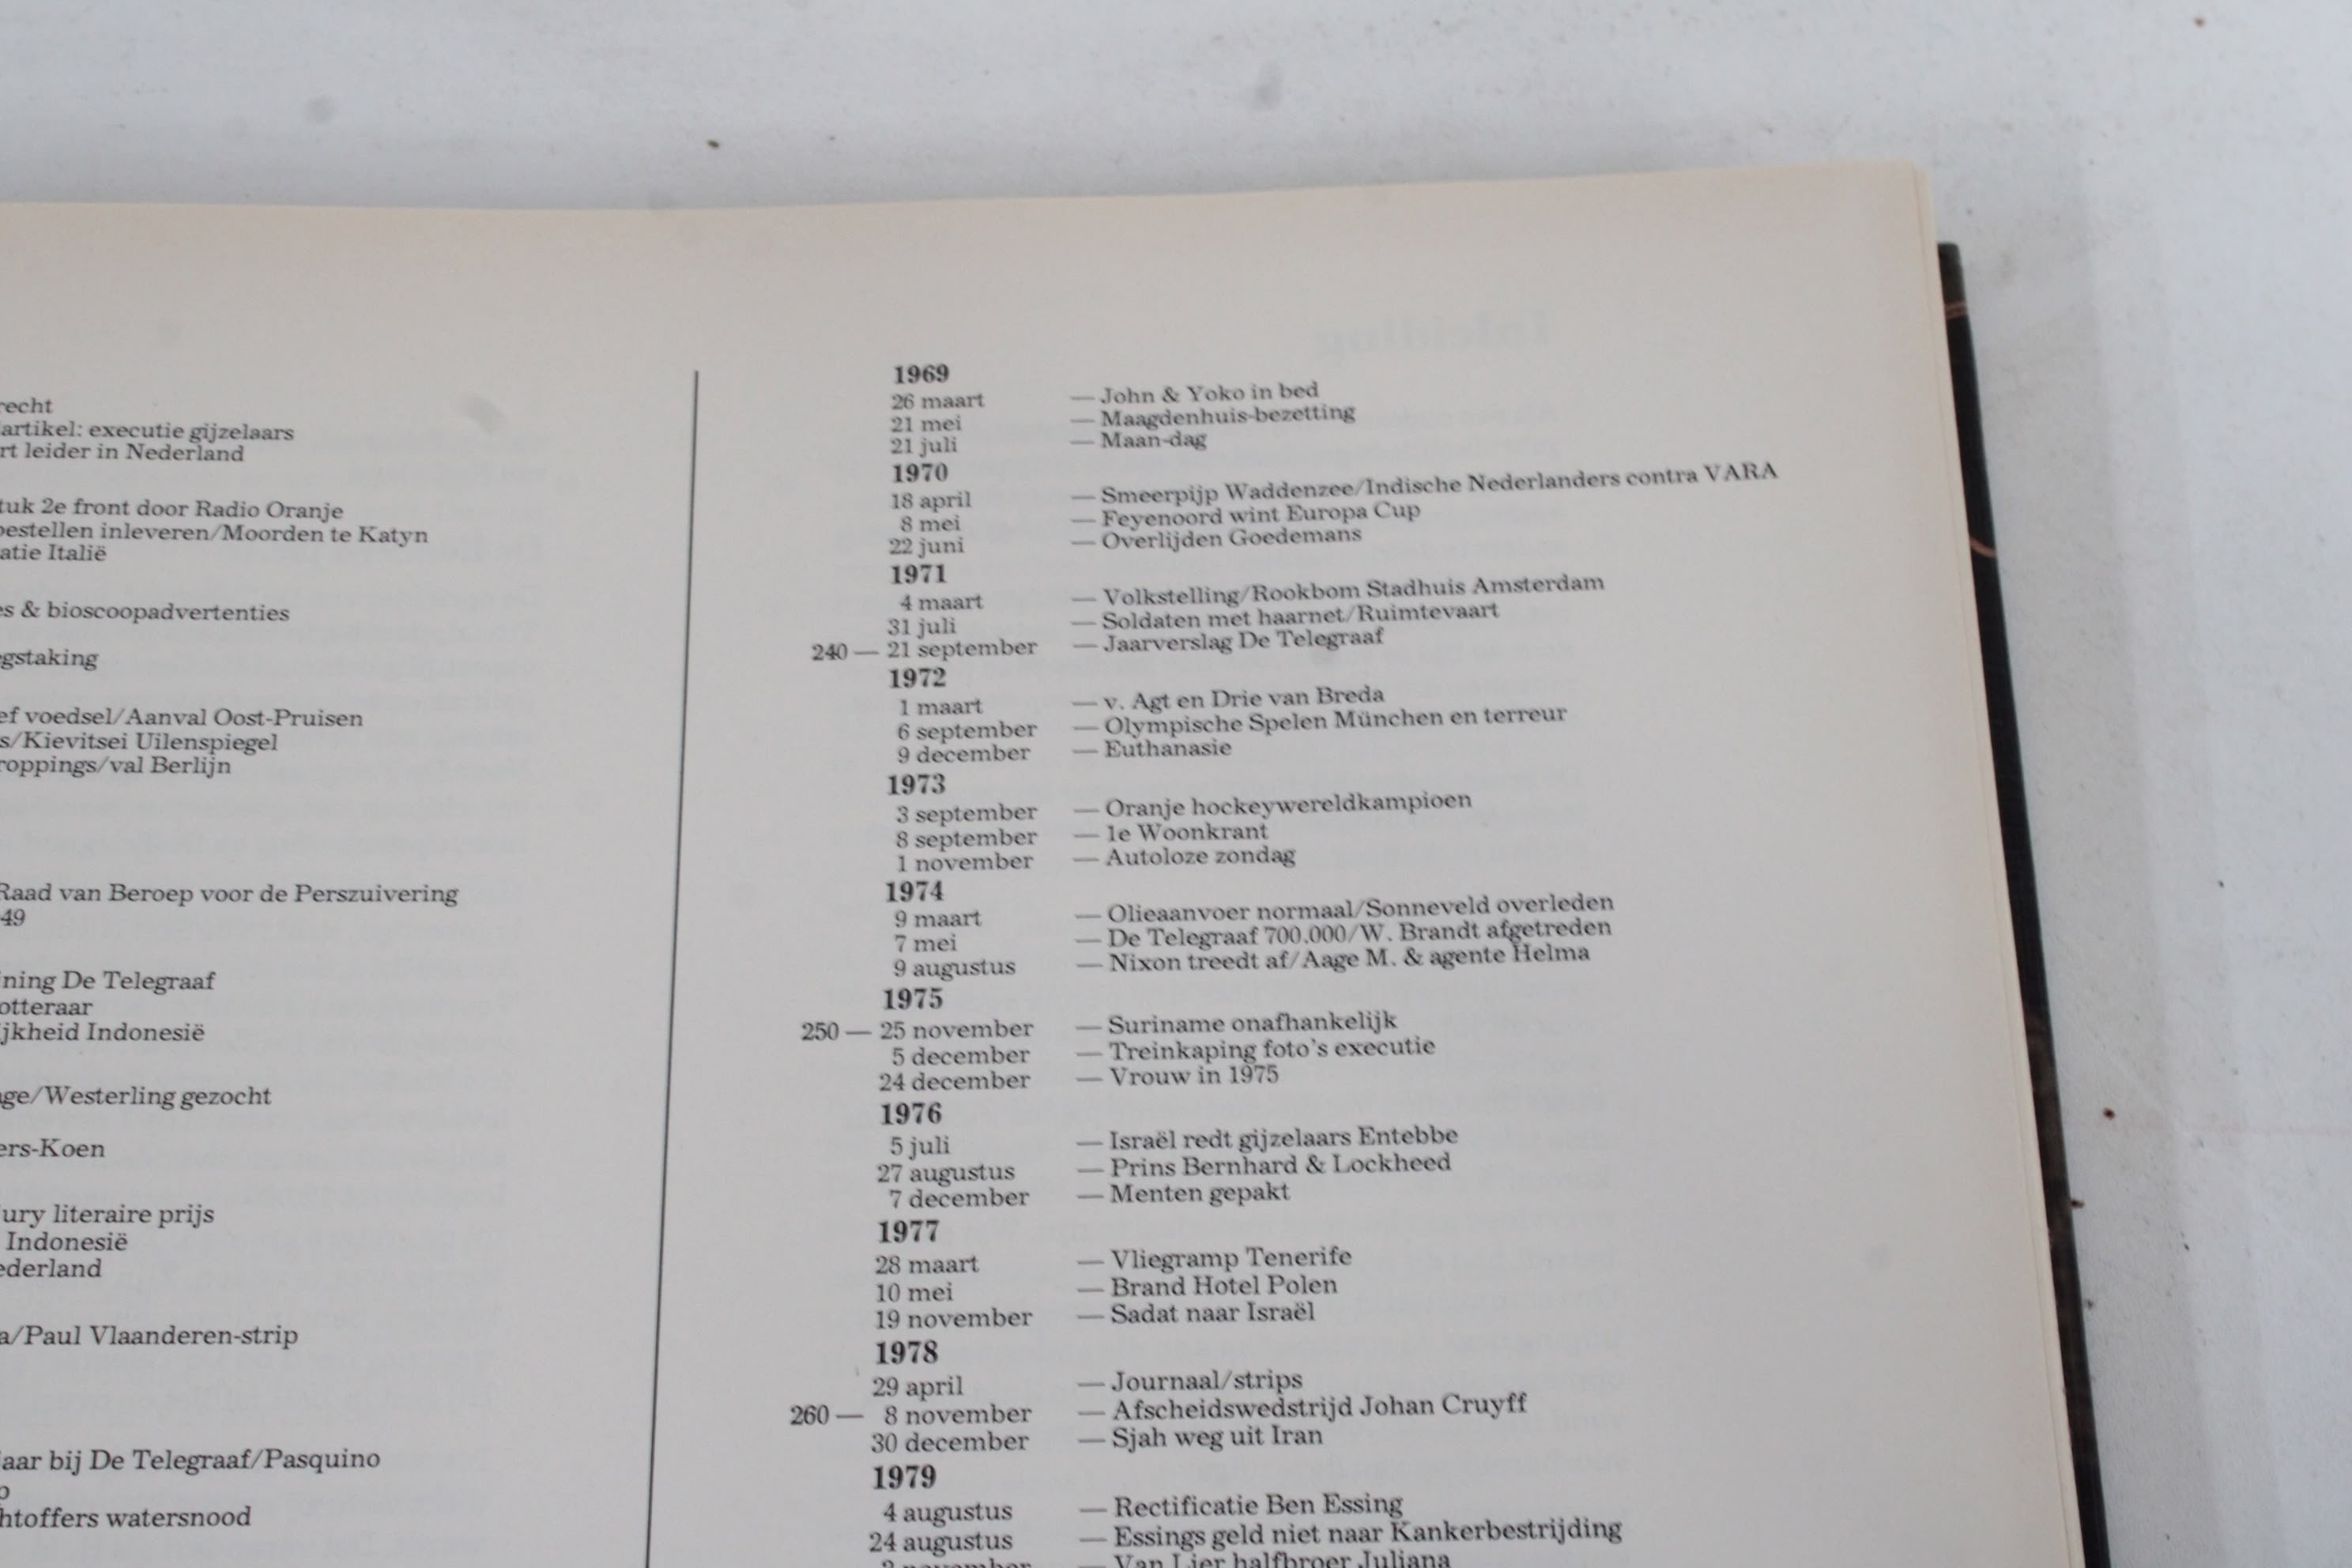 recht
artikel: executie gijzelaars
rt leider in Nederland
tuk 2e front door Radio Oranje
bestellen inleveren/Moorden te Katyn
atie Italië
es & bioscoopadvertenties
gstaking
ef voedsel/Aanval Oost-Pruisen
s/Kievitsei Uilenspiegel
roppings/val Berlijn
Raad van Beroep voor de Perszuivering
49
ning De Telegraaf
otteraar
jkheid Indonesië
age/Westerling gezocht
ers-Koen
ury literaire prijs
Indonesië
ederland
a/Paul Vlaanderen-strip
aar bij De Telegraaf/Pasquino
p
htoffers watersnood
1969
26 maart — John & Yoko in bed
21 mei — Maagdenhuis-bezetting
21 juli — Maan-dag
1970
18 april — Smeerpijp Waddenzee/Indische Nederlanders contra VARA
8 mei — Feyenoord wint Europa Cup
22 juni — Overlijden Goedemans
1971
4 maart — Volkstelling/Rookbom Stadhuis Amsterdam
31 juli — Soldaten met haarnet/Ruimtevaart
240 — 21 september — Jaarverslag De Telegraaf
1972
1 maart — v. Agt en Drie van Breda
6 september — Olympische Spelen München en terreur
9 december — Euthanasie
1973
3 september — Oranje hockeywereldkampioen
8 september — 1e Woonkrant
1 november — Autoloze zondag
1974
9 maart — Olieaanvoer normaal/Sonneveld overleden
7 mei — De Telegraaf 700.000/W. Brandt afgetreden
9 augustus — Nixon treedt af/Aage M. & agente Helma
1975
250 — 25 november — Suriname onafhankelijk
5 december — Treinkaping foto's executie
24 december — Vrouw in 1975
1976
5 juli — Israël redt gijzelaars Entebbe
27 augustus — Prins Bernhard & Lockheed
7 december — Menten gepakt
1977
28 maart — Vliegramp Tenerife
10 mei — Brand Hotel Polen
19 november — Sadat naar Israël
1978
29 april — Journaal/strips
260 — 8 november — Afscheidswedstrijd Johan Cruyff
30 december — Sjah weg uit Iran
1979
4 augustus — Rectificatie Ben Essing
24 augustus — Essings geld niet naar Kankerbestrijding
november — Van Lier halfbroer Juliana